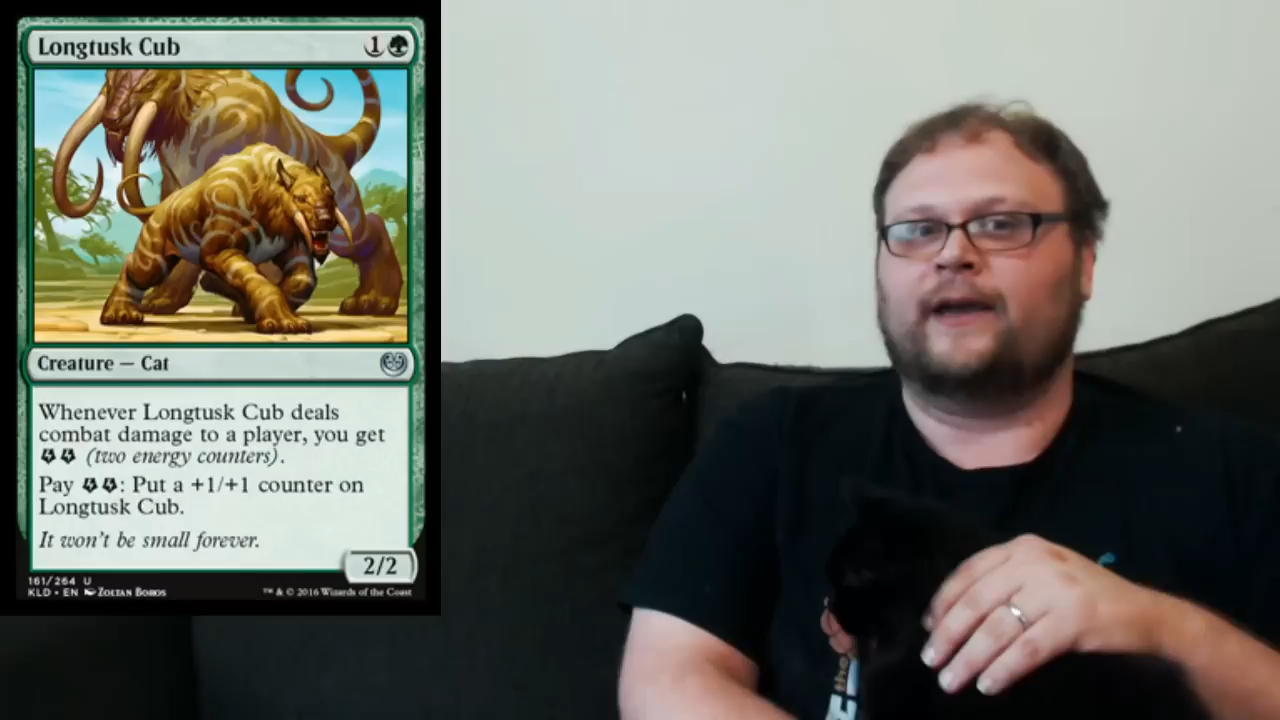 Longtusk Cub 1
Creature — Cat
Whenever Longtusk Cub deals
combat damage to a player, you get
(two energy counters).
Pay : Put a +1/+1 counter on
Longtusk Cub.
It won't be small forever.
2/2
161/264 U
KLD • EN Zoltan Boros
™ & © 2016 Wizards of the Coast